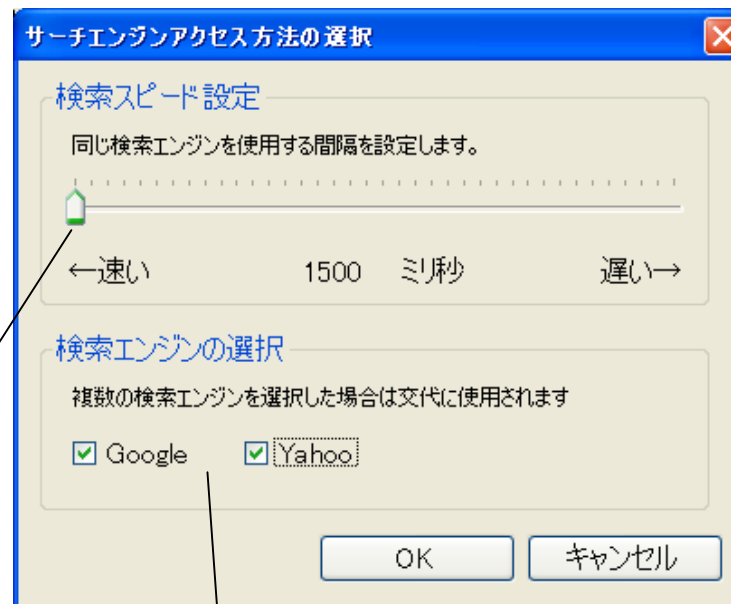 サーチエンジンアクセス方法の選択
検索スピード設定
同じ検索エンジンを使用する間隔を設定します。
←速い 1500 ミリ秒 遅い→
検索エンジンの選択
複数の検索エンジンを選択した場合は交代に使用されます
Google Yahoo
OK キャンセル